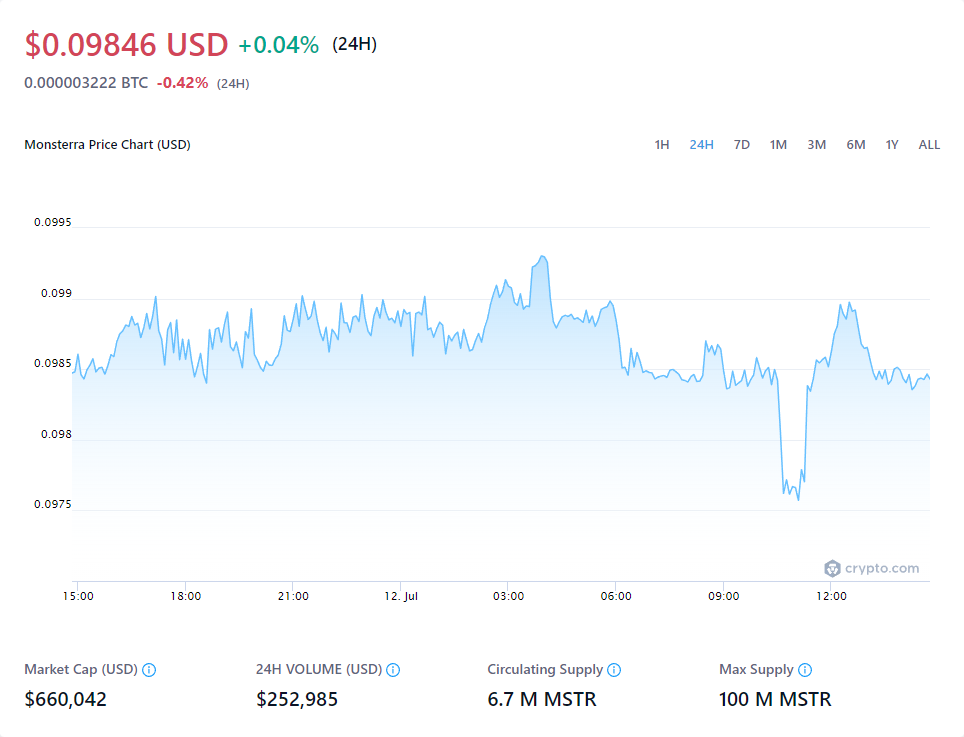 $0.09846 USD +0.04% (24H)
0.000003222 BTC -0.42% (24H)
Monsterra Price Chart (USD) 1H 24H 7D 1M 3M 6M 1Y ALL
0.0995
0.099
0.0985
0.098
0.0975
crypto.com
15:00 18:00 21:00 12. Jul 03:00 06:00 09:00 12:00
Market Cap (USD) 24H VOLUME (USD) Circulating Supply Max Supply
$660,042 $252,985 6.7 M MSTR 100 M MSTR